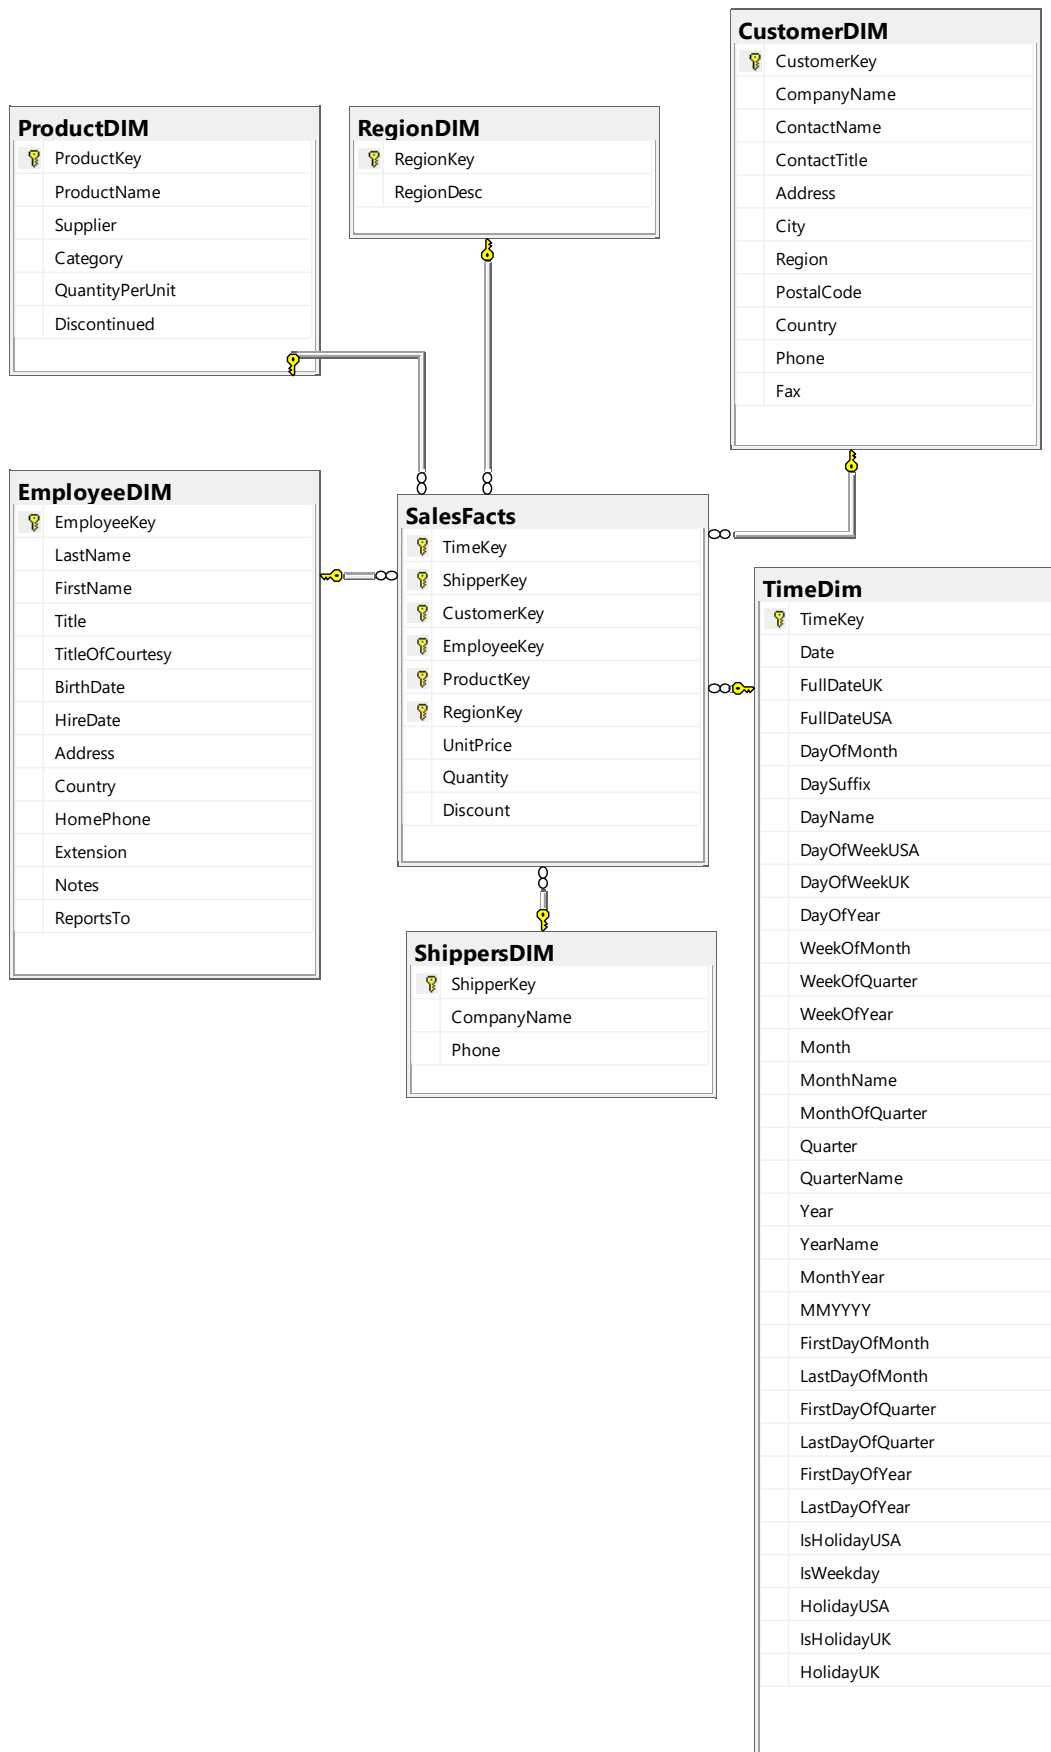 ProductDIM
ProductKey
ProductName
Supplier
Category
QuantityPerUnit
Discontinued
RegionDIM
RegionKey
RegionDesc
CustomerDIM
CustomerKey
CompanyName
ContactName
ContactTitle
Address
City
Region
PostalCode
Country
Phone
Fax
EmployeeDIM
EmployeeKey
LastName
FirstName
Title
TitleOfCourtesy
BirthDate
HireDate
Address
Country
HomePhone
Extension
Notes
ReportsTo
SalesFacts
TimeKey
ShipperKey
CustomerKey
EmployeeKey
ProductKey
RegionKey
UnitPrice
Quantity
Discount
ShippersDIM
ShipperKey
CompanyName
Phone
TimeDim
TimeKey
Date
FullDateUK
FullDateUSA
DayOfMonth
DaySuffix
DayName
DayOfWeekUSA
DayOfWeekUK
DayOfYear
WeekOfMonth
WeekOfQuarter
WeekOfYear
Month
MonthName
MonthOfQuarter
Quarter
QuarterName
Year
YearName
MonthYear
MMYYYY
FirstDayOfMonth
LastDayOfMonth
FirstDayOfQuarter
LastDayOfQuarter
FirstDayOfYear
LastDayOfYear
IsHolidayUSA
IsWeekday
HolidayUSA
IsHolidayUK
HolidayUK